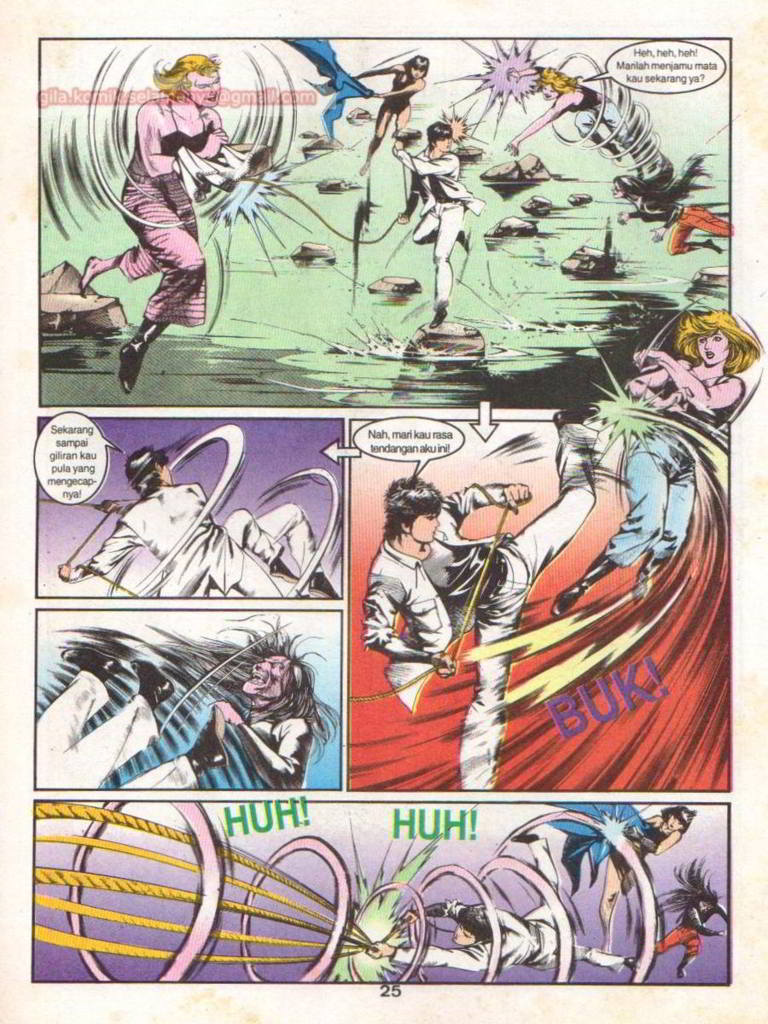 Heh, heh, heh!
Marilah menjamu mata
kau sekarang ya?
Nah, mari kau rasa
tendangan aku ini!
BUK!
Sekarang
sampai
giliran kau
pula yang
mengecap-
nya!
HUH!
HUH!
25